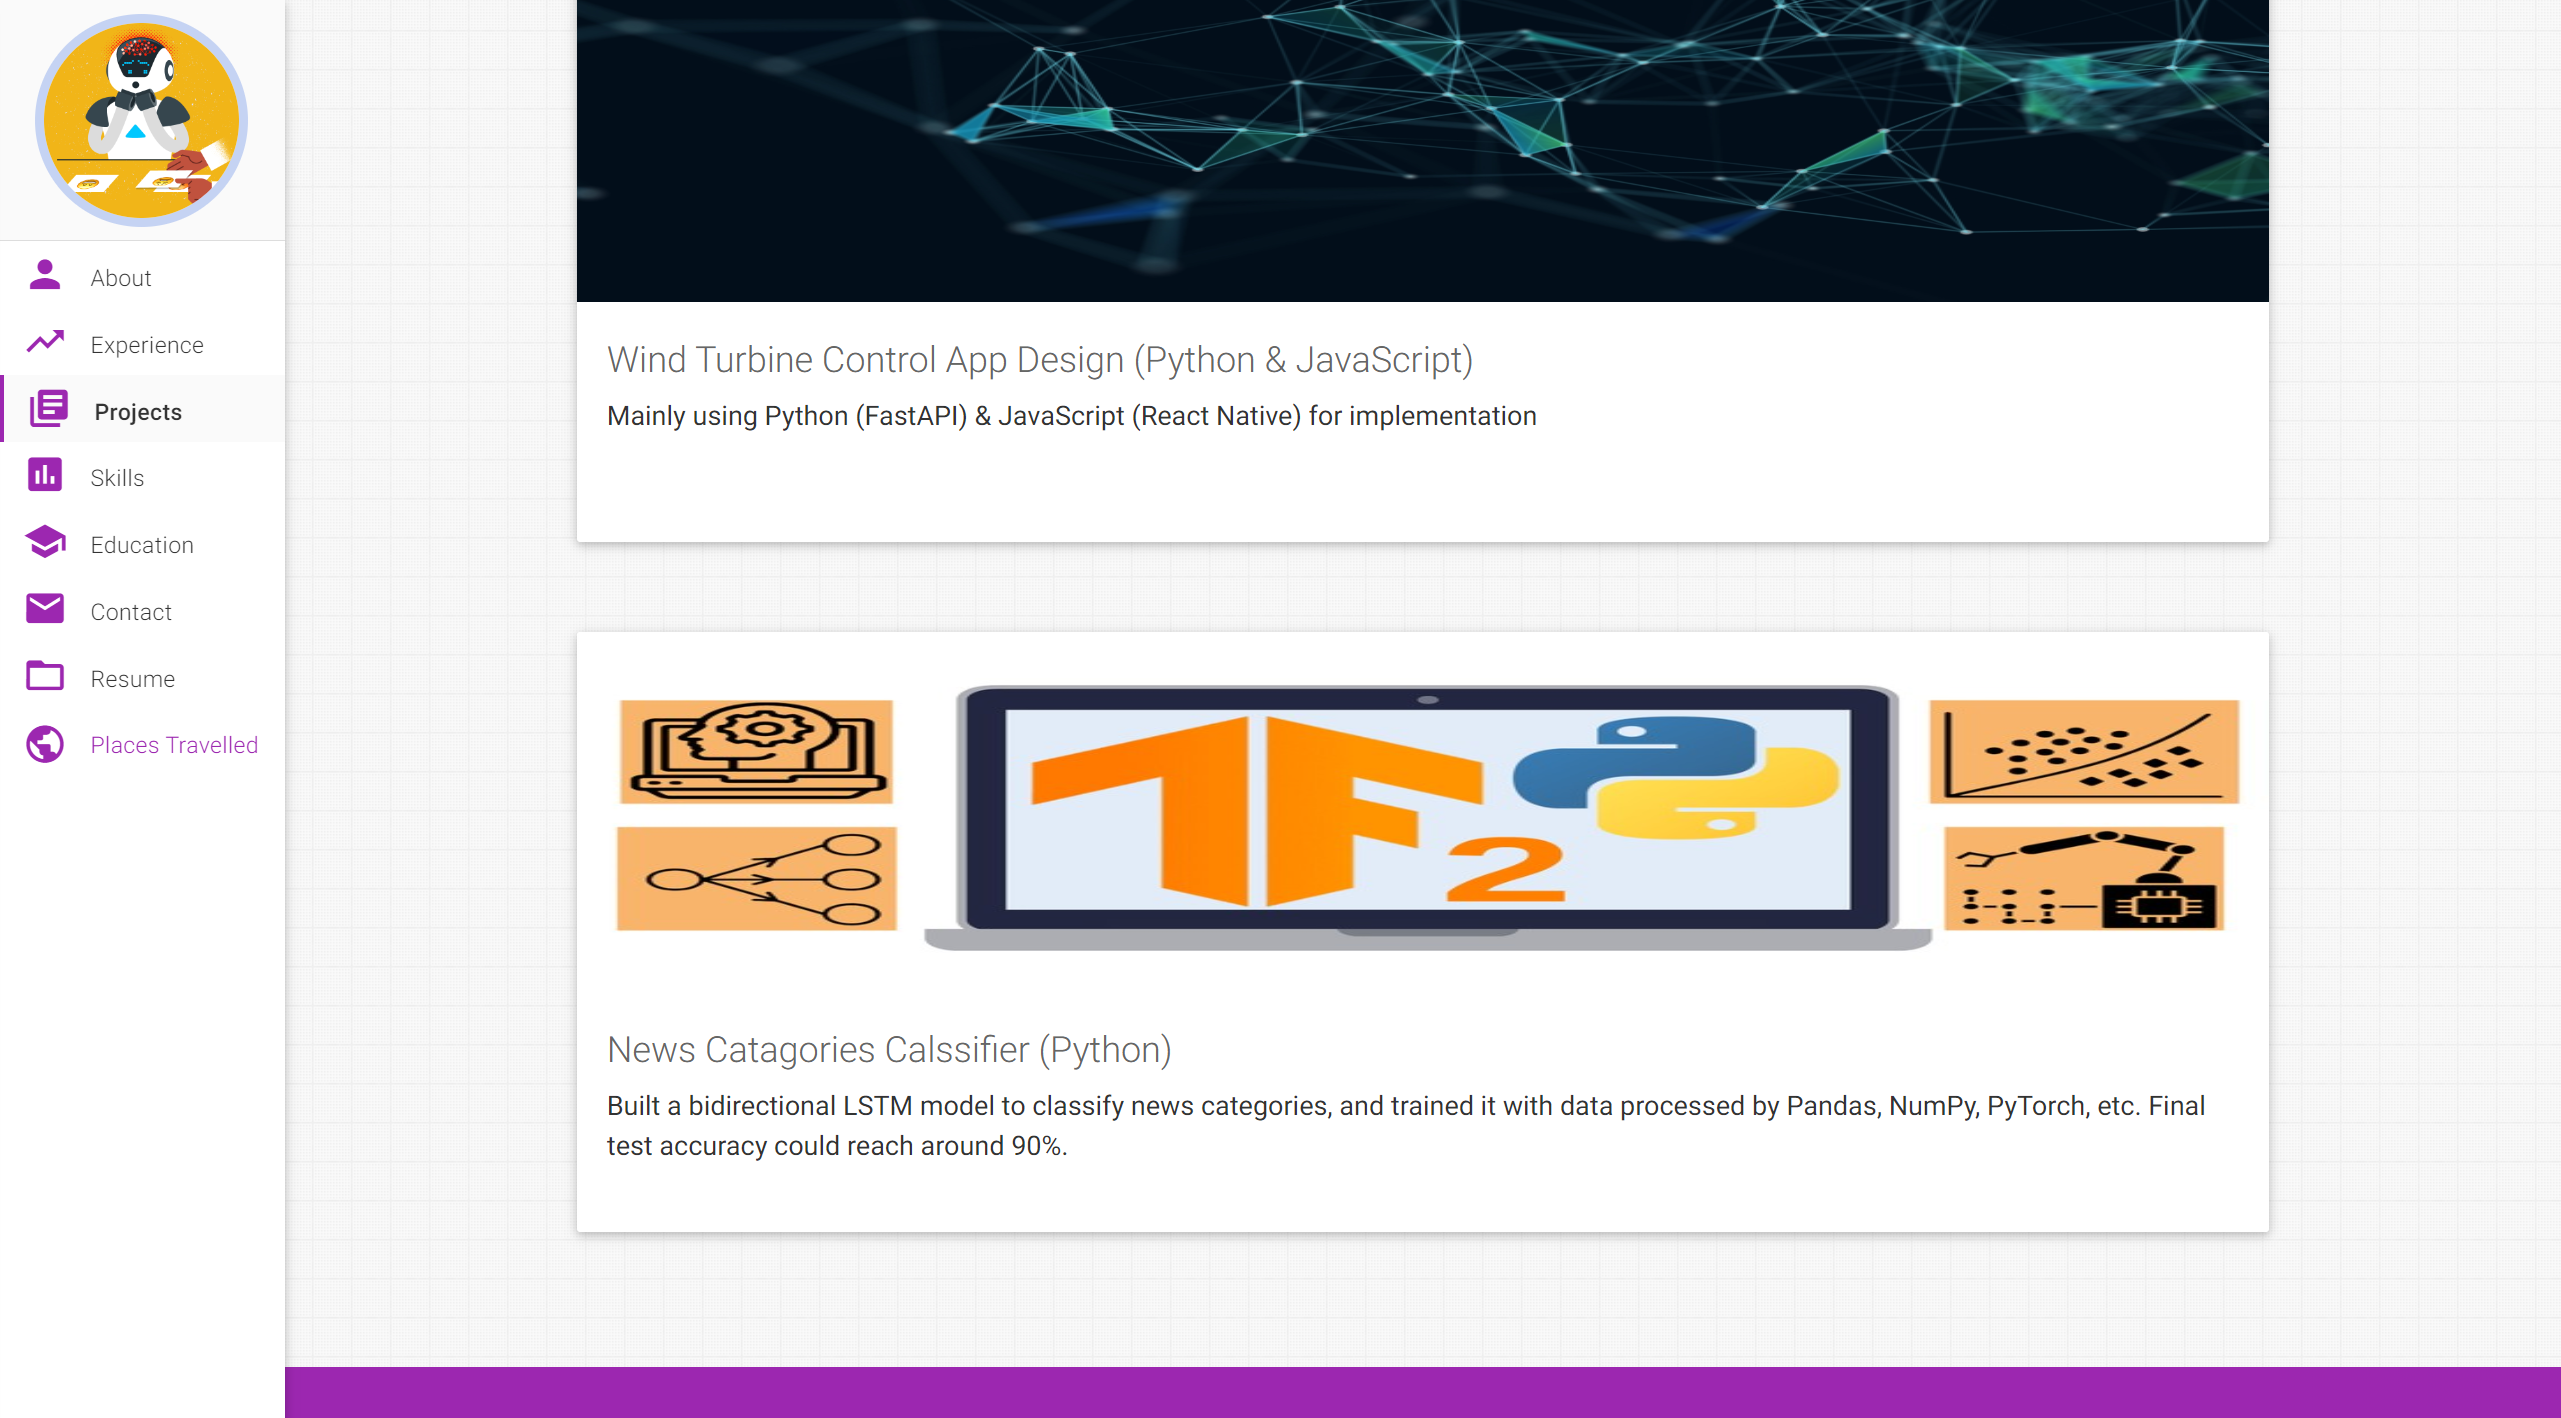 About
Experience
Projects
Skills
Education
Contact
Resume
Places Travelled
Wind Turbine Control App Design (Python & JavaScript)
Mainly using Python (FastAPI) & JavaScript (React Native) for implementation
TF 2
News Catagories Calssifier (Python)
Built a bidirectional LSTM model to classify news categories, and trained it with data processed by Pandas, NumPy, PyTorch, etc. Final
test accuracy could reach around 90%.